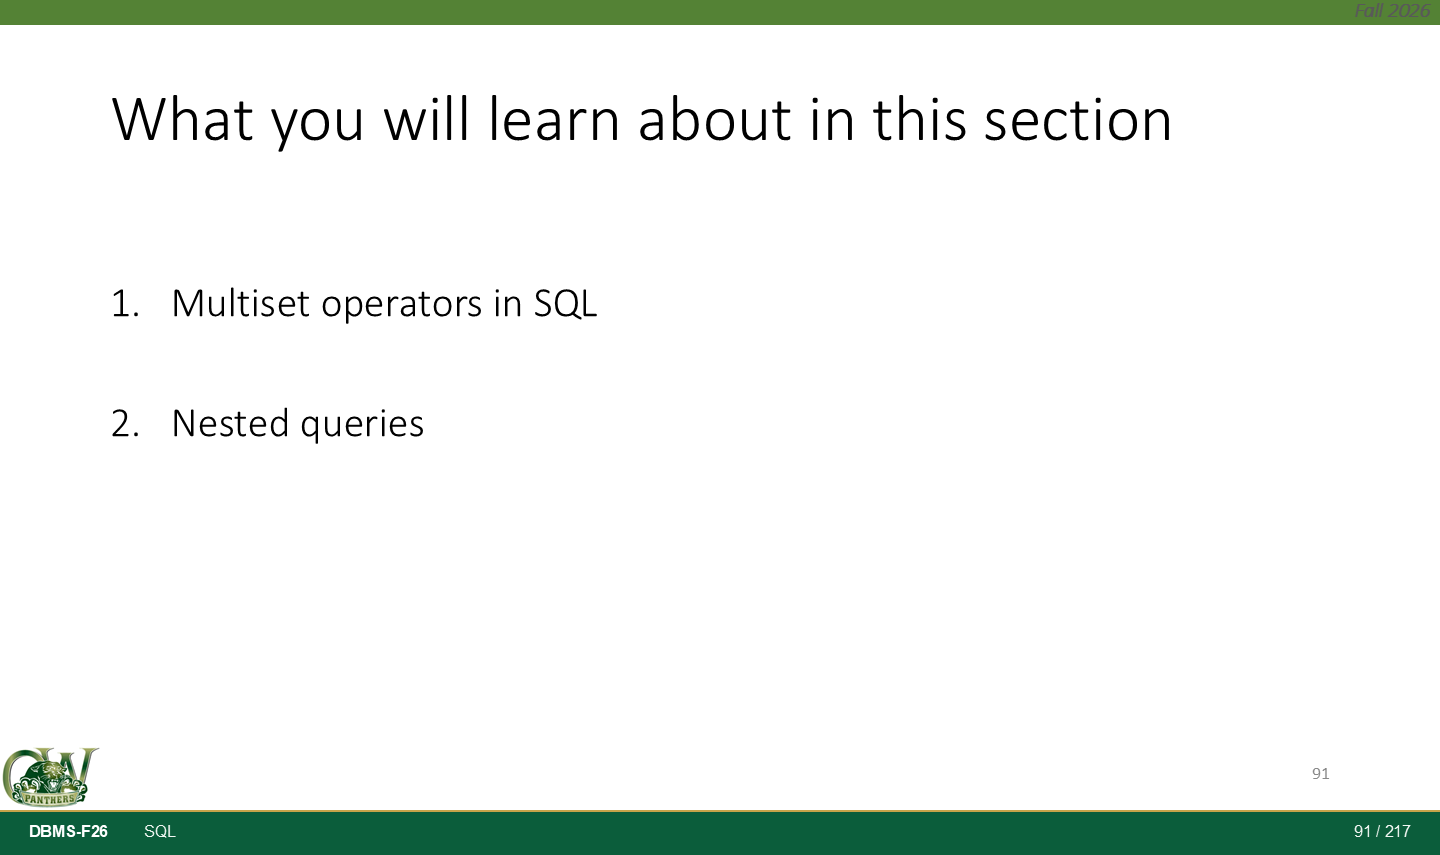 Fall 2026
What you will learn about in this section
1. Multiset operators in SQL
2. Nested queries
OW
PANTHERS
91
DBMS-F26 SQL 91 / 217